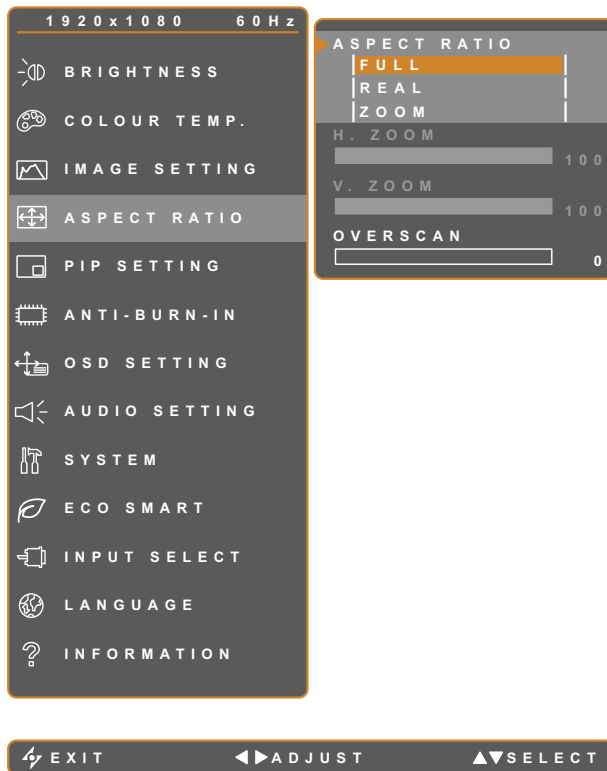 1920x1080 60Hz
BRIGHTNESS
COLOUR TEMP.
IMAGE SETTING
ASPECT RATIO
PIP SETTING
ANTI-BURN-IN
OSD SETTING
AUDIO SETTING
SYSTEM
ECO SMART
INPUT SELECT
LANGUAGE
INFORMATION
ASPECT RATIO
FULL
REAL
ZOOM
H. ZOOM
100
V. ZOOM
100
OVERSCAN
0
EXIT ADJUST SELECT